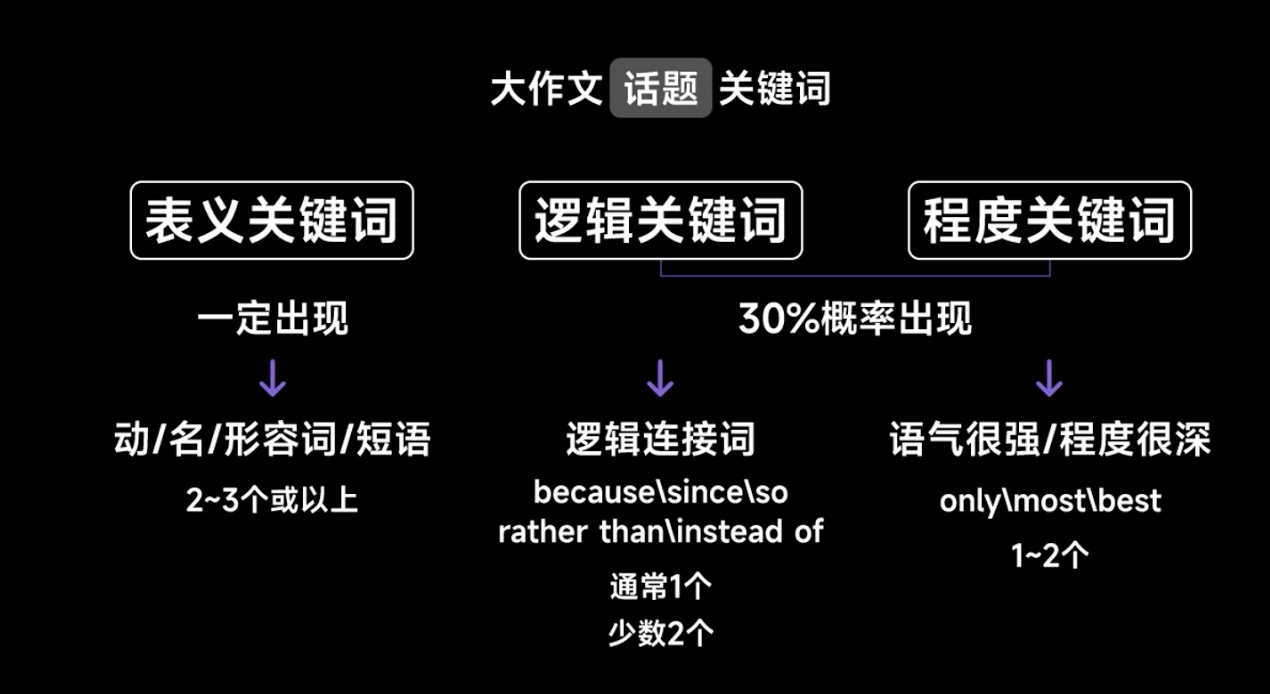 大作文 话题 关键词
表义关键词
逻辑关键词
程度关键词
一定出现
30%概率出现
动/名/形容词/短语
2~3个或以上
逻辑连接词
because\since\so
rather than\instead of
通常1个
少数2个
语气很强/程度很深
only\most\best
1~2个